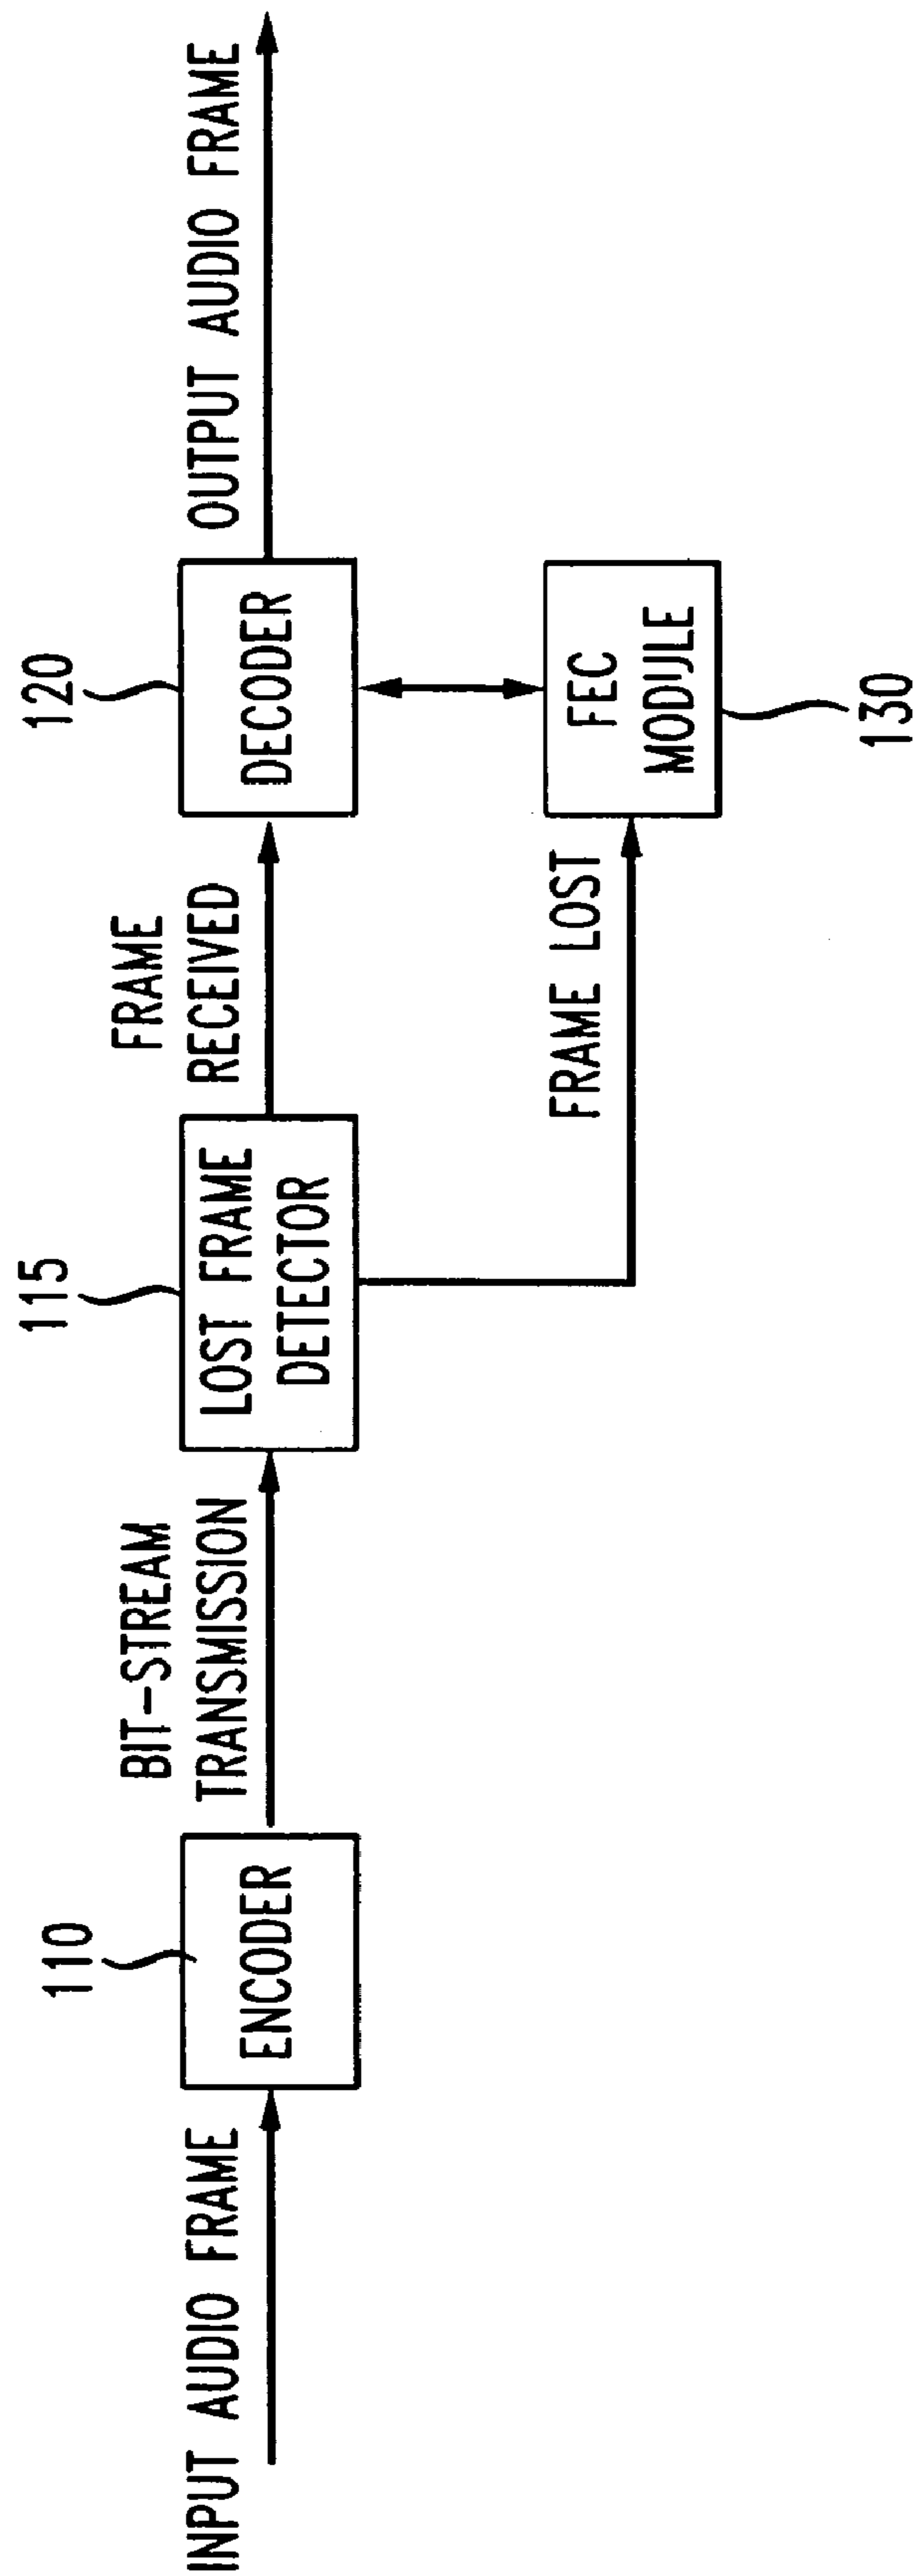 INPUT AUDIO FRAME
110
ENCODER
BIT-STREAM
TRANSMISSION
115
LOST FRAME
DETECTOR
FRAME
RECEIVED
FRAME LOST
120
DECODER
FEC
MODULE
130
OUTPUT AUDIO FRAME